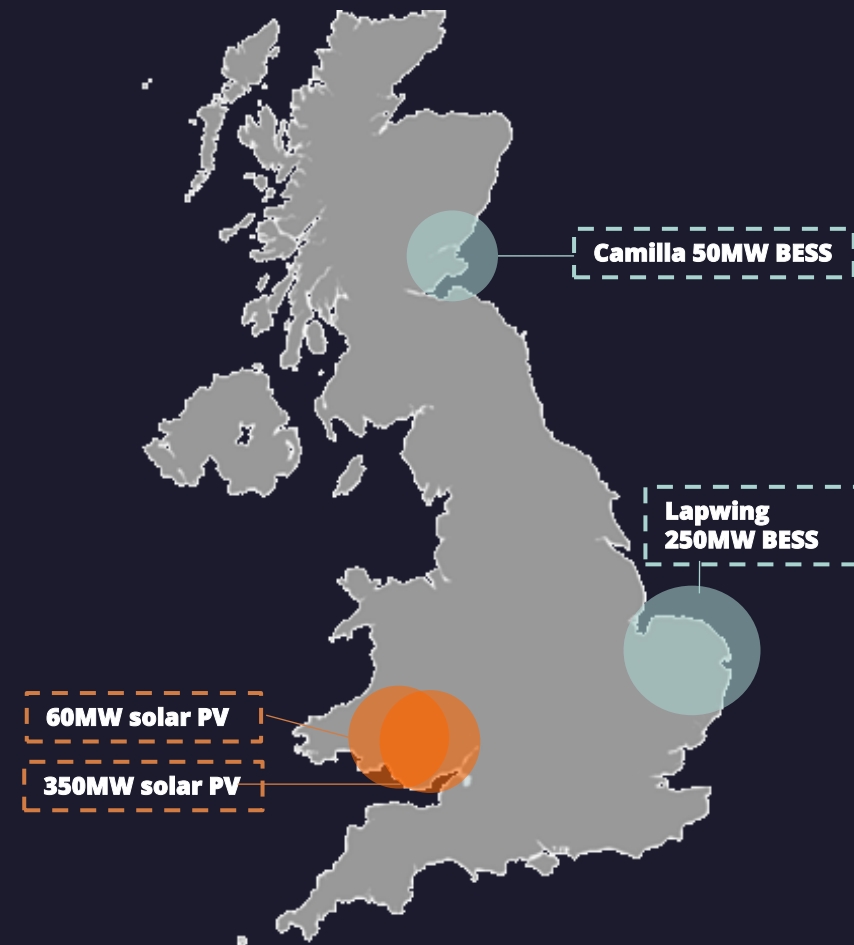 Camilla 50MW BESS
Lapwing
250MW BESS
60MW solar PV
350MW solar PV